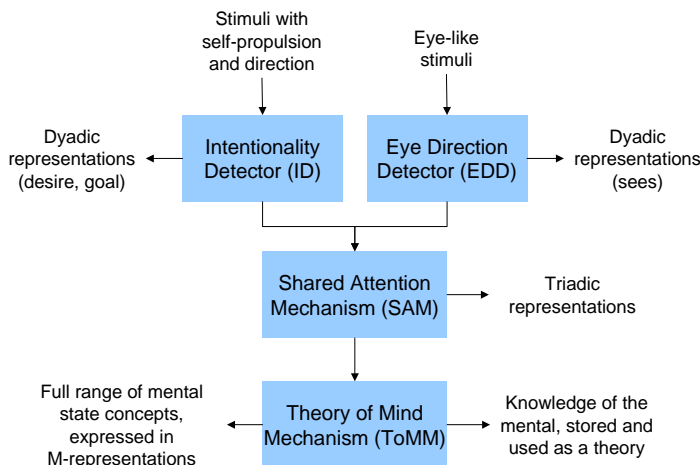 Stimuli with
self-propulsion
and direction
Eye-like
stimuli
Dyadic
representations
(desire, goal)
Intentionality
Detector (ID)
Eye Direction
Detector (EDD)
Dyadic
representations
(sees)
Shared Attention
Mechanism (SAM)
Triadic
representations
Full range of mental
state concepts,
expressed in
M-representations
Theory of Mind
Mechanism (ToMM)
Knowledge of the
mental, stored and
used as a theory